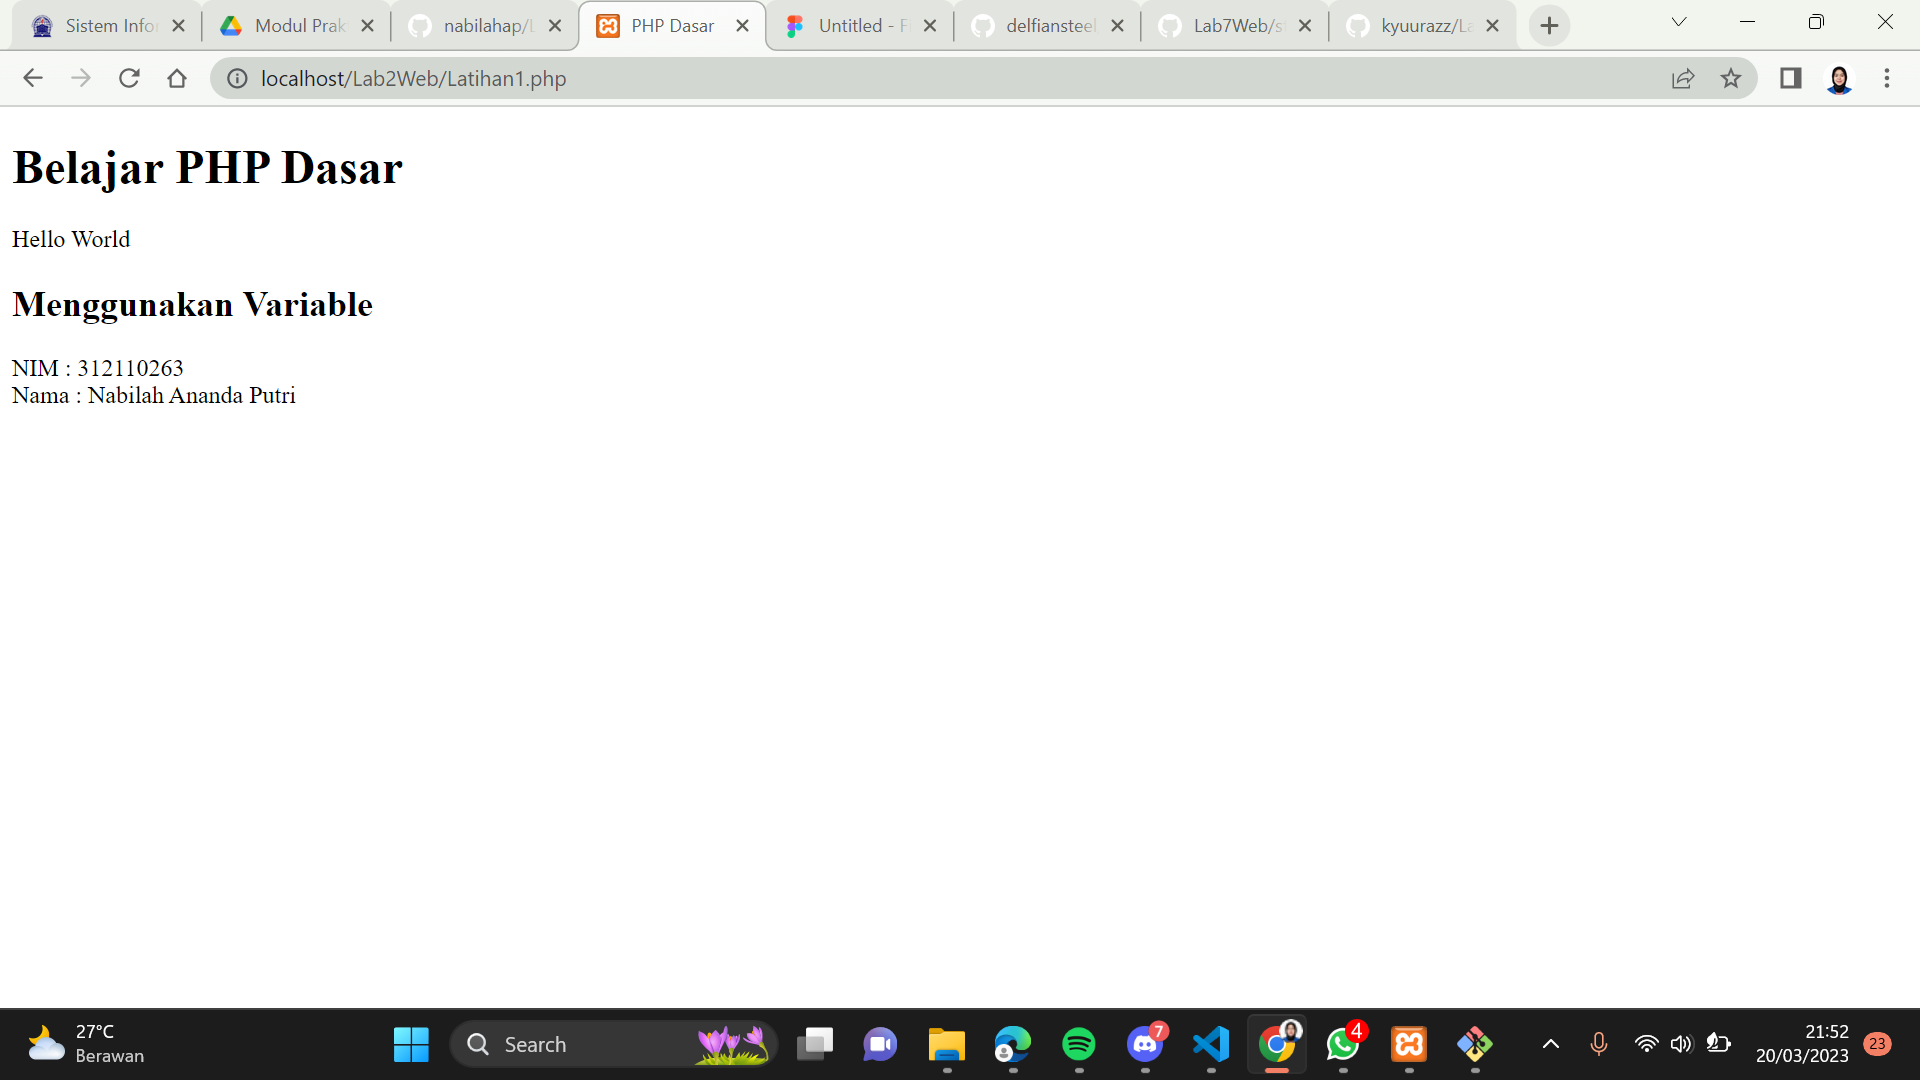 Sistem Infor
Modul Prak
nabilahap/L
PHP Dasar
Untitled - Fi
delfiansteel
Lab7Web/st
kyuurazz/La
localhost/Lab2Web/Latihan1.php
Belajar PHP Dasar
Hello World
Menggunakan Variable
NIM : 312110263
Nama : Nabilah Ananda Putri
27°C
Berawan
Search
7
4
21:52
20/03/2023
23